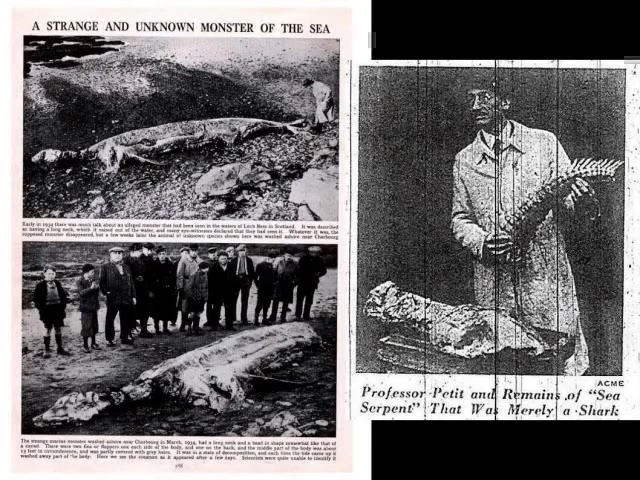 A STRANGE AND UNKNOWN MONSTER OF THE SEA
Early in 1934 there was much talk about an alleged monster that had been seen in the waters of Loch Ness in Scotland. It was described
as having a long neck, which it raised out of the water, and many eye-witnesses declared that they had seen it. Whatever it was, the
supposed monster disappeared, but a few weeks later the animal of unknown species shown here was washed ashore near Cherbourg
The strange marine monster washed ashore near Cherbourg in March, 1934, had a long neck and a head in shape somewhat like that of
a camel. There were two fins or flappers one each side of the body, and one on the back, and the middle part of the body was about
feet in circumference, and was partly covered with grey hairs. It was in a state of decomposition, and each time the tide came up it
washed away part of the body. Here we see the creature as it appeared after a few days. Scientists were quite unable to identify it
ACME
Professor Petit and Remains of "Sea
Serpent" That Was Merely a Shark